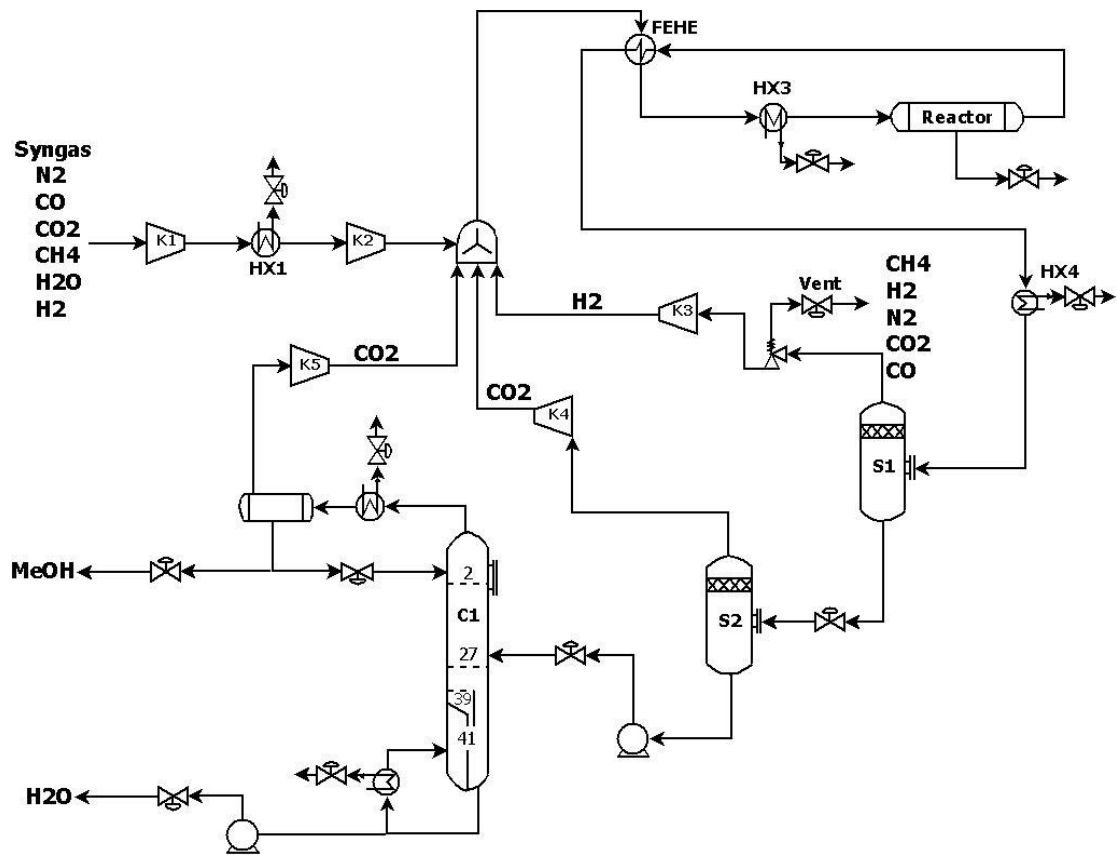 FEHE
HX3
Reactor
Syngas
N2
CO
CO2
CH4
H2O
H2
K1
HX1
K2
H2
K3
Vent
CH4
H2
N2
CO2
CO
HX4
K5
CO2
CO2
K4
S1
MeOH
2
C1
27
39
41
S2
H2O